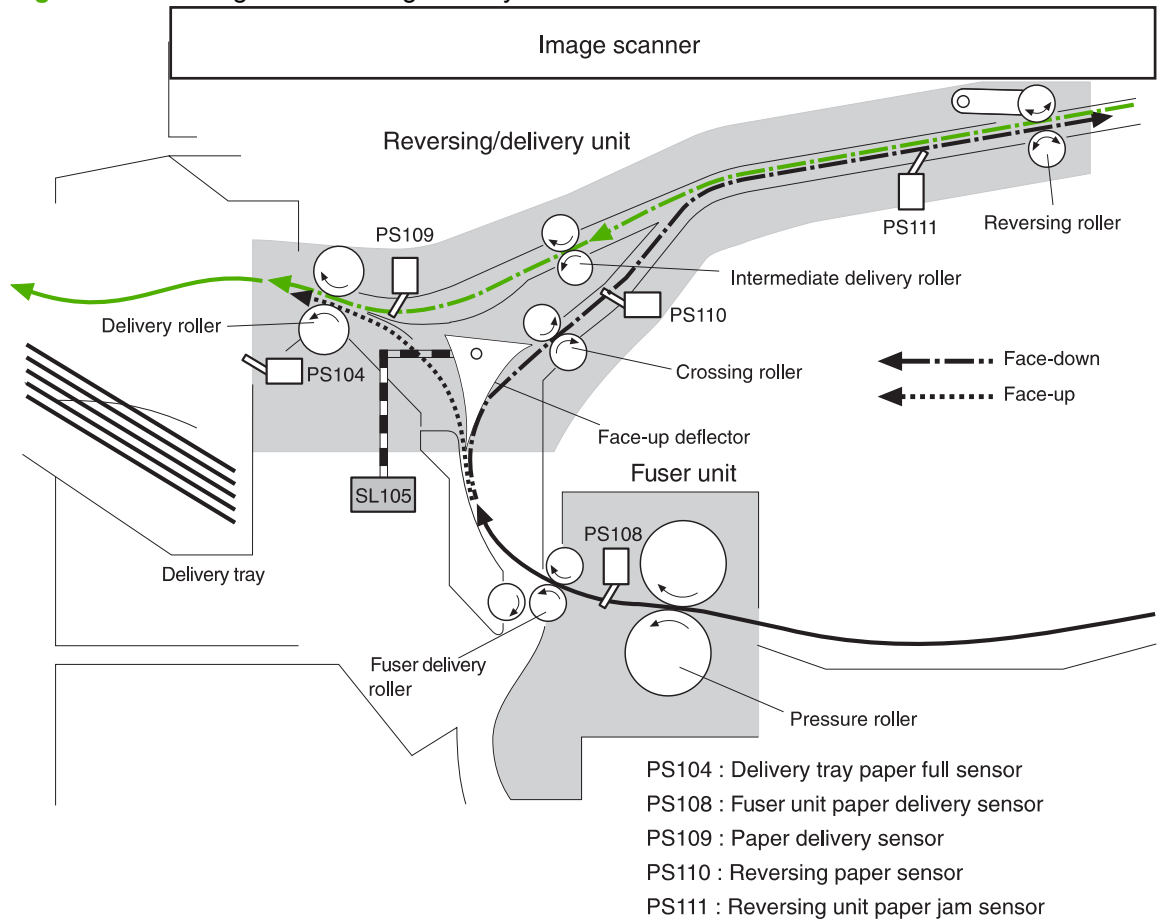 Image scanner
Reversing/delivery unit
PS109
PS111
Reversing roller
Intermediate delivery roller
Delivery roller
PS110
PS104
Crossing roller
Face-down
Face-up
Face-up deflector
Fuser unit
SL105
PS108
Delivery tray
Fuser delivery
roller
Pressure roller
PS104 : Delivery tray paper full sensor
PS108 : Fuser unit paper delivery sensor
PS109 : Paper delivery sensor
PS110 : Reversing paper sensor
PS111 : Reversing unit paper jam sensor